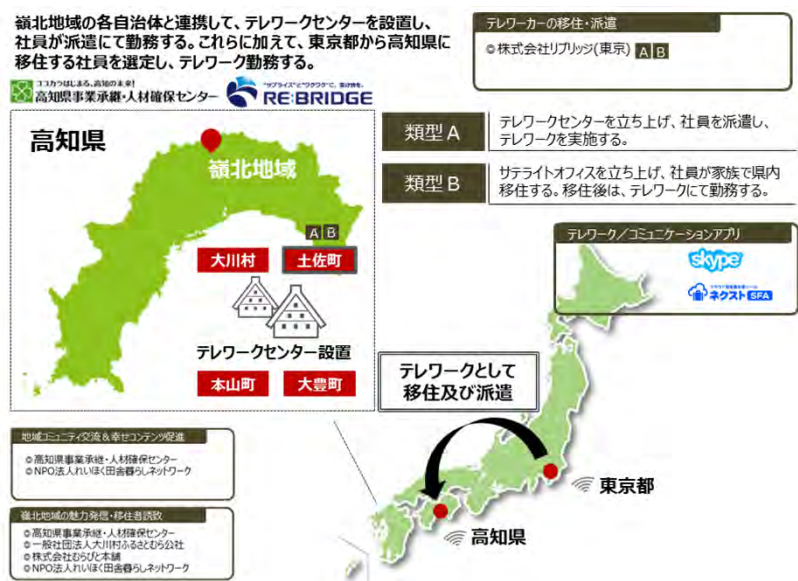 嶺北地域の各自治体と連携して、テレワークセンターを設置し、
社員が派遣にて勤務する。これらに加えて、東京都から高知県に
移住する社員を選定し、テレワーク勤務する。
ココからはじまる、高知の未来!
高知県事業承継・人材確保センター
RE:BRIDGE
テレワーカーの移住・派遣
◎株式会社リブリッジ(東京) A B
類型A
テレワークセンターを立ち上げ、社員を派遣し、
テレワークを実施する。
類型B
サテライトオフィスを立ち上げ、社員が家族で県内
移住する。移住後は、テレワークにて勤務する。
高知県
嶺北地域
A B
大川村
土佐町
テレワークセンター設置
本山町
大豊町
テレワーク/コミュニケーションアプリ
skype
ネクストSFA
テレワークとして
移住及び派遣
東京都
高知県
地域コミュニティ交流&幸せコンテンツ促進
◎高知県事業承継・人材確保センター
◎NPO法人れいほく田舎暮らしネットワーク
嶺北地域の魅力発信・移住者誘致
◎高知県事業承継・人材確保センター
◎一般社団法人大川村ふるさとむら公社
◎株式会社むらびと本舗
◎NPO法人れいほく田舎暮らしネットワーク